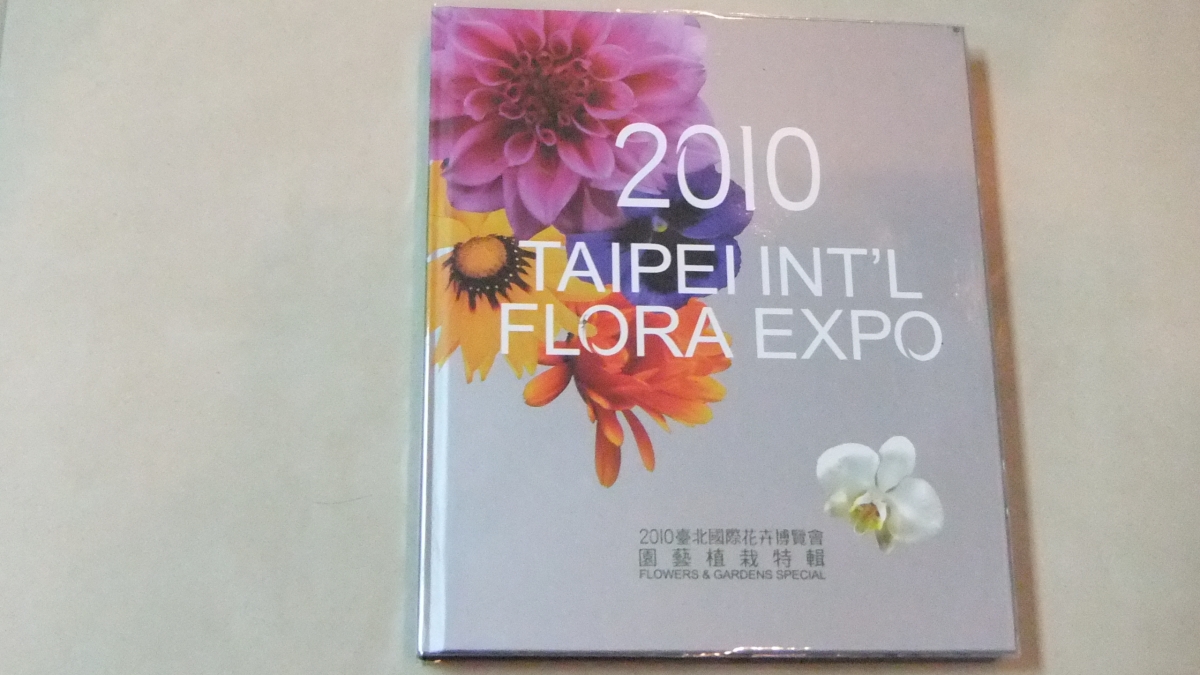 2010
TAIPEI INT'L
FLORA EXPO
2010臺北國際花卉博覽會
園藝植栽特輯
FLOWERS & GARDENS SPECIAL